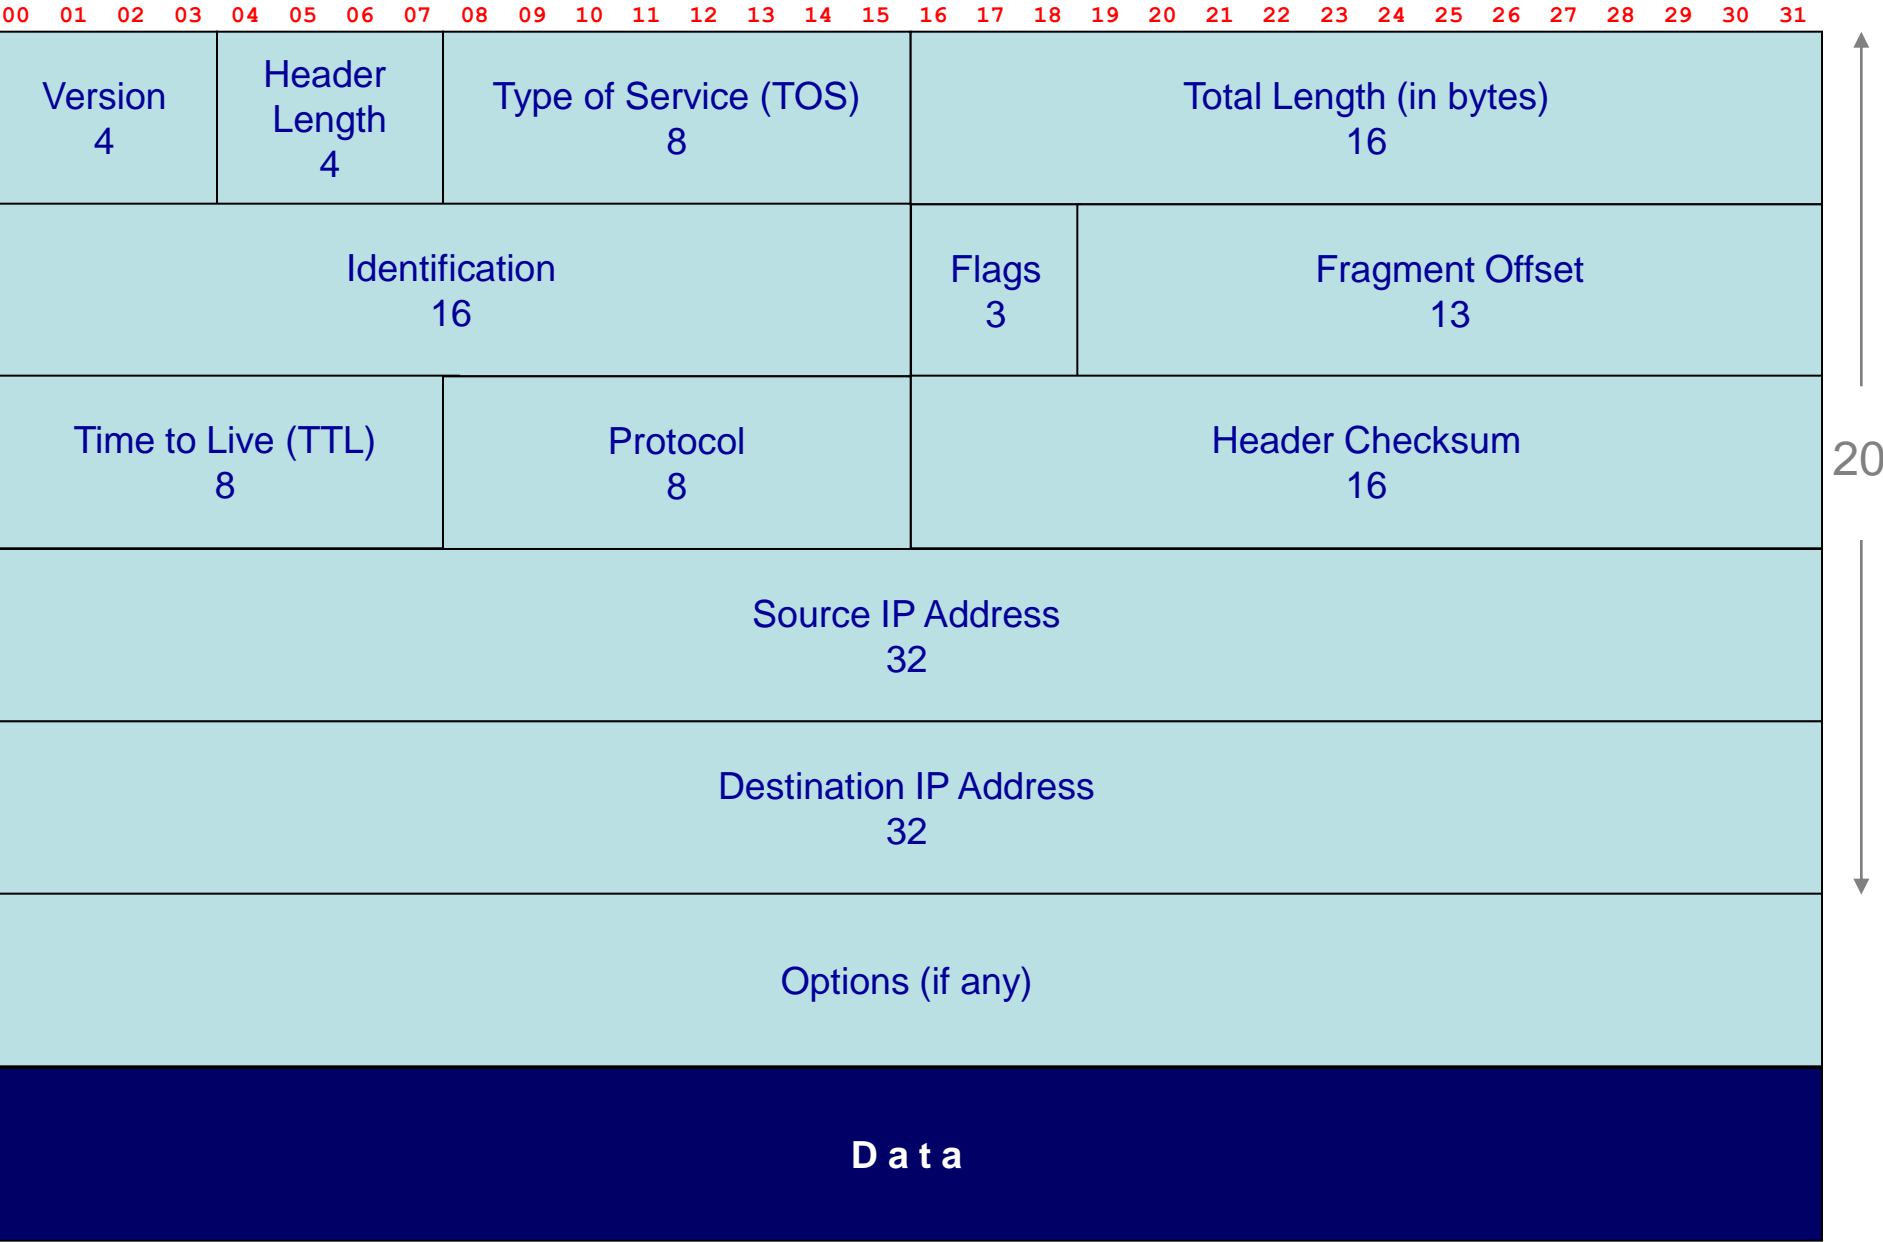 00 01 02 03 04 05 06 07 08 09 10 11 12 13 14 15 16 17 18 19 20 21 22 23 24 25 26 27 28 29 30 31
Version
4
Header
Length
4
Type of Service (TOS)
8
Total Length (in bytes)
16
Identification
16
Flags
3
Fragment Offset
13
Time to Live (TTL)
8
Protocol
8
Header Checksum
16
20
Source IP Address
32
Destination IP Address
32
Options (if any)
Data